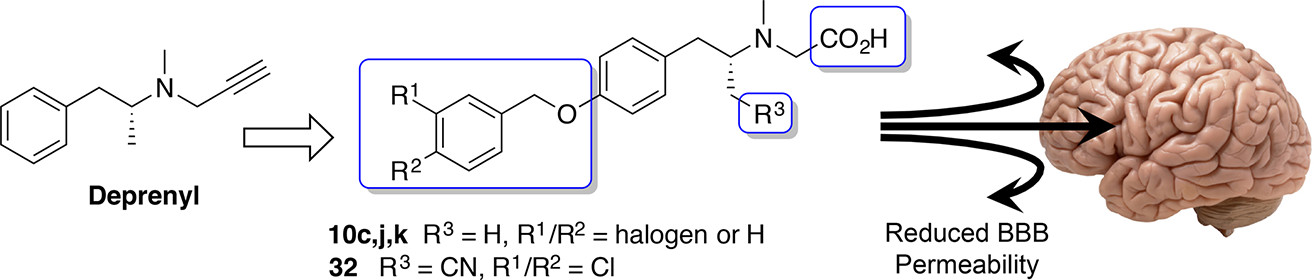 N
Deprenyl
R1
R2
O
N
CO2H
R3
10c,j,k R3 = H, R1/R2 = halogen or H
32 R3 = CN, R1/R2 = Cl
Reduced BBB
Permeability